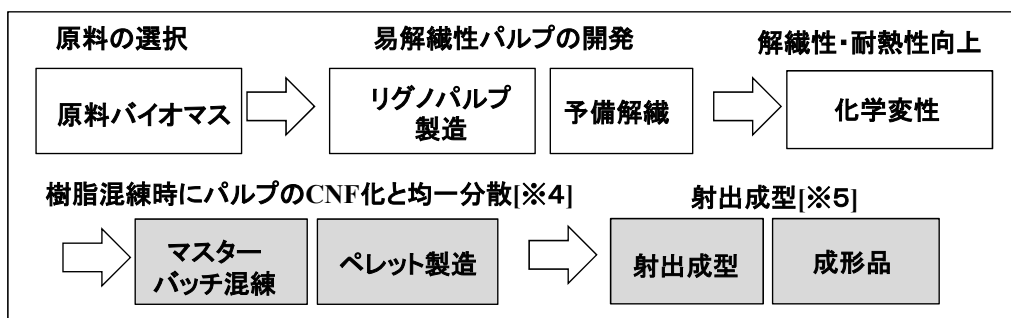 原料の選択
易解繊性パルプの開発
解繊性・耐熱性向上
原料バイオマス
リグノパルプ
製造
予備解繊
化学変性
樹脂混練時にパルプのCNF化と均一分散[※4]
射出成型[※5]
マスター
バッチ混練
ペレット製造
射出成型
成形品